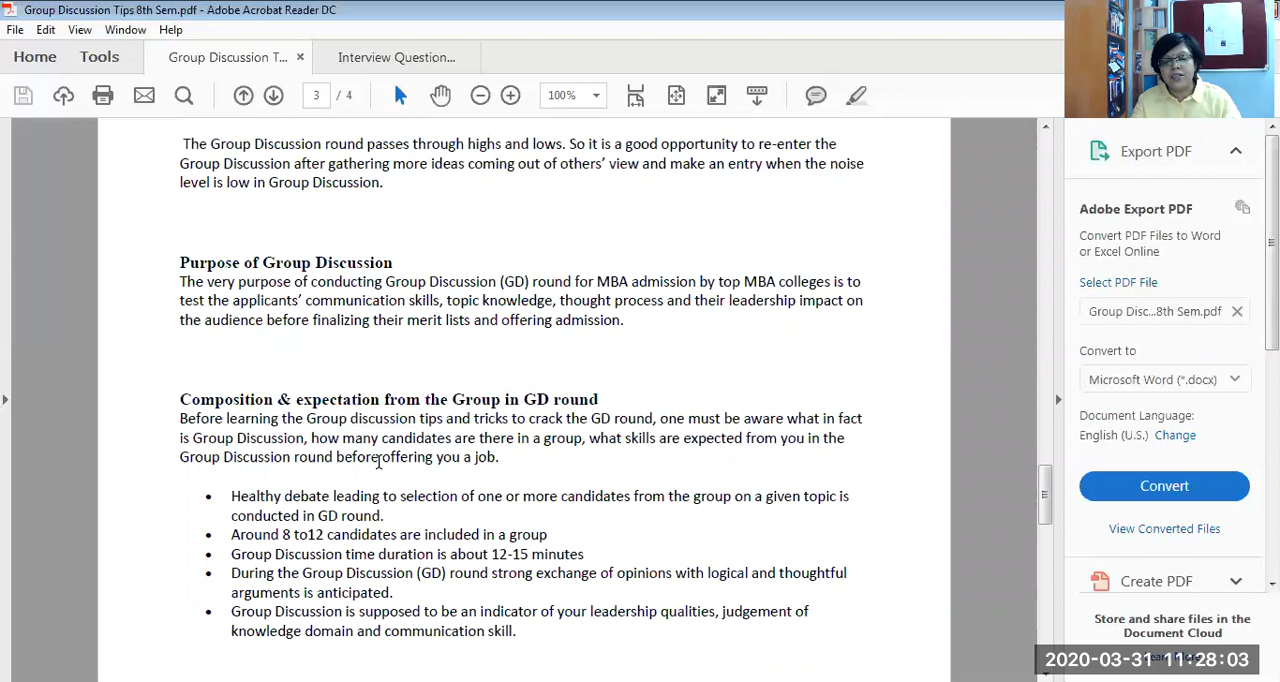 Group Discussion Tips 8th Sem.pdf - Adobe Acrobat Reader DC
File Edit View Window Help
Home Tools Group Discussion T... × Interview Question...
3 / 4 100%
The Group Discussion round passes through highs and lows. So it is a good opportunity to re-enter the
Group Discussion after gathering more ideas coming out of others’ view and make an entry when the noise
level is low in Group Discussion.
Purpose of Group Discussion
The very purpose of conducting Group Discussion (GD) round for MBA admission by top MBA colleges is to
test the applicants’ communication skills, topic knowledge, thought process and their leadership impact on
the audience before finalizing their merit lists and offering admission.
Composition & expectation from the Group in GD round
Before learning the Group discussion tips and tricks to crack the GD round, one must be aware what in fact
is Group Discussion, how many candidates are there in a group, what skills are expected from you in the
Group Discussion round before offering you a job.
• Healthy debate leading to selection of one or more candidates from the group on a given topic is
conducted in GD round.
• Around 8 to12 candidates are included in a group
• Group Discussion time duration is about 12-15 minutes
• During the Group Discussion (GD) round strong exchange of opinions with logical and thoughtful
arguments is anticipated.
• Group Discussion is supposed to be an indicator of your leadership qualities, judgement of
knowledge domain and communication skill.
Export PDF
Adobe Export PDF
Convert PDF Files to Word
or Excel Online
Select PDF File
Group Disc...8th Sem.pdf ×
Convert to
Microsoft Word (*.docx)
Document Language:
English (U.S.) Change
Convert
View Converted Files
Create PDF
Store and share files in the
Document Cloud
2020-03-31 11:28:03